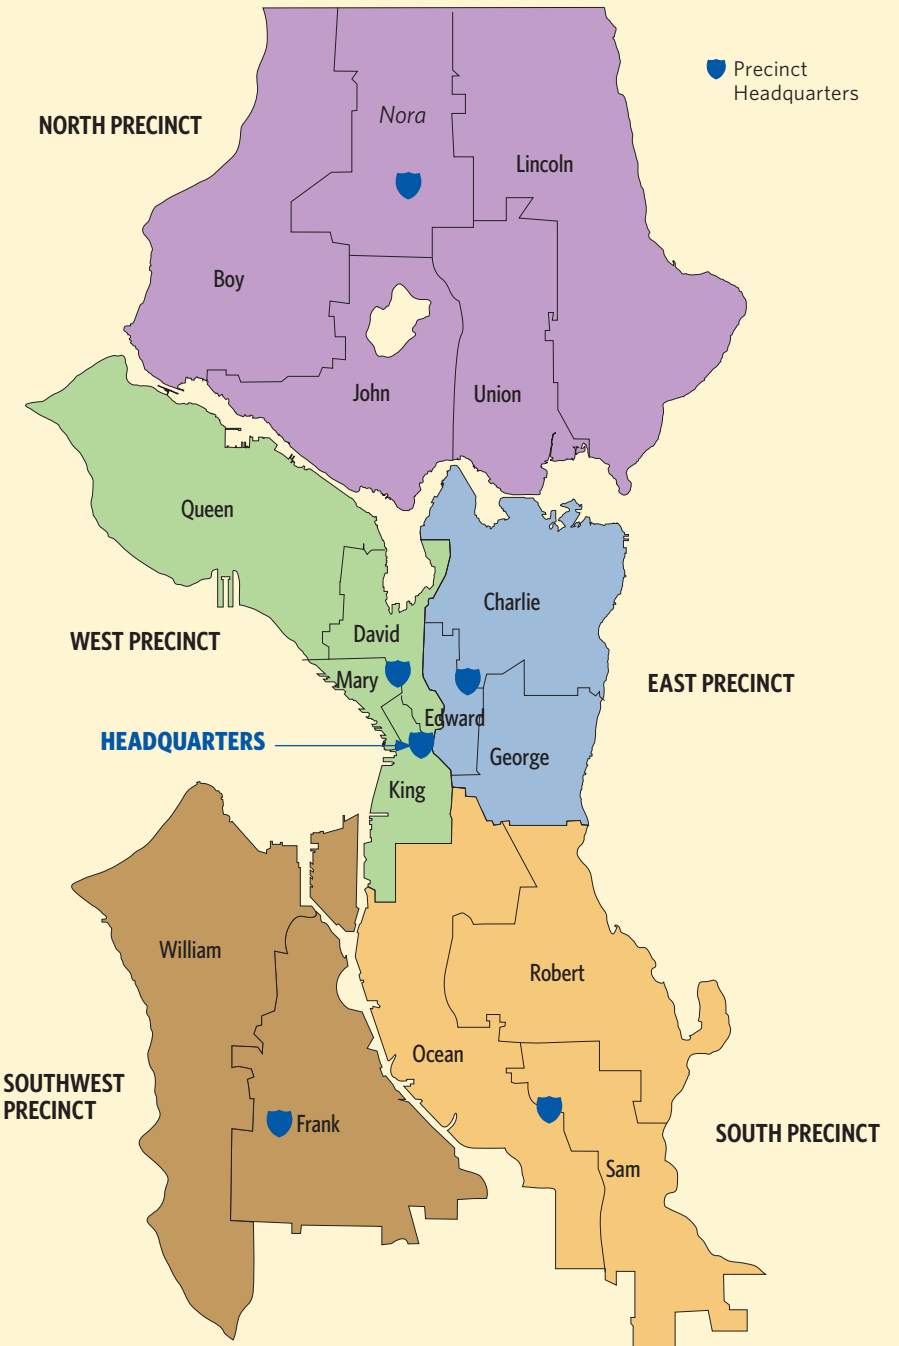 Precinct
Headquarters
NORTH PRECINCT
Nora
Lincoln
Boy
John
Union
Queen
Charlie
WEST PRECINCT
David
Mary
EAST PRECINCT
Edward
HEADQUARTERS
George
King
William
Robert
Ocean
SOUTHWEST
PRECINCT
Frank
SOUTH PRECINCT
Sam